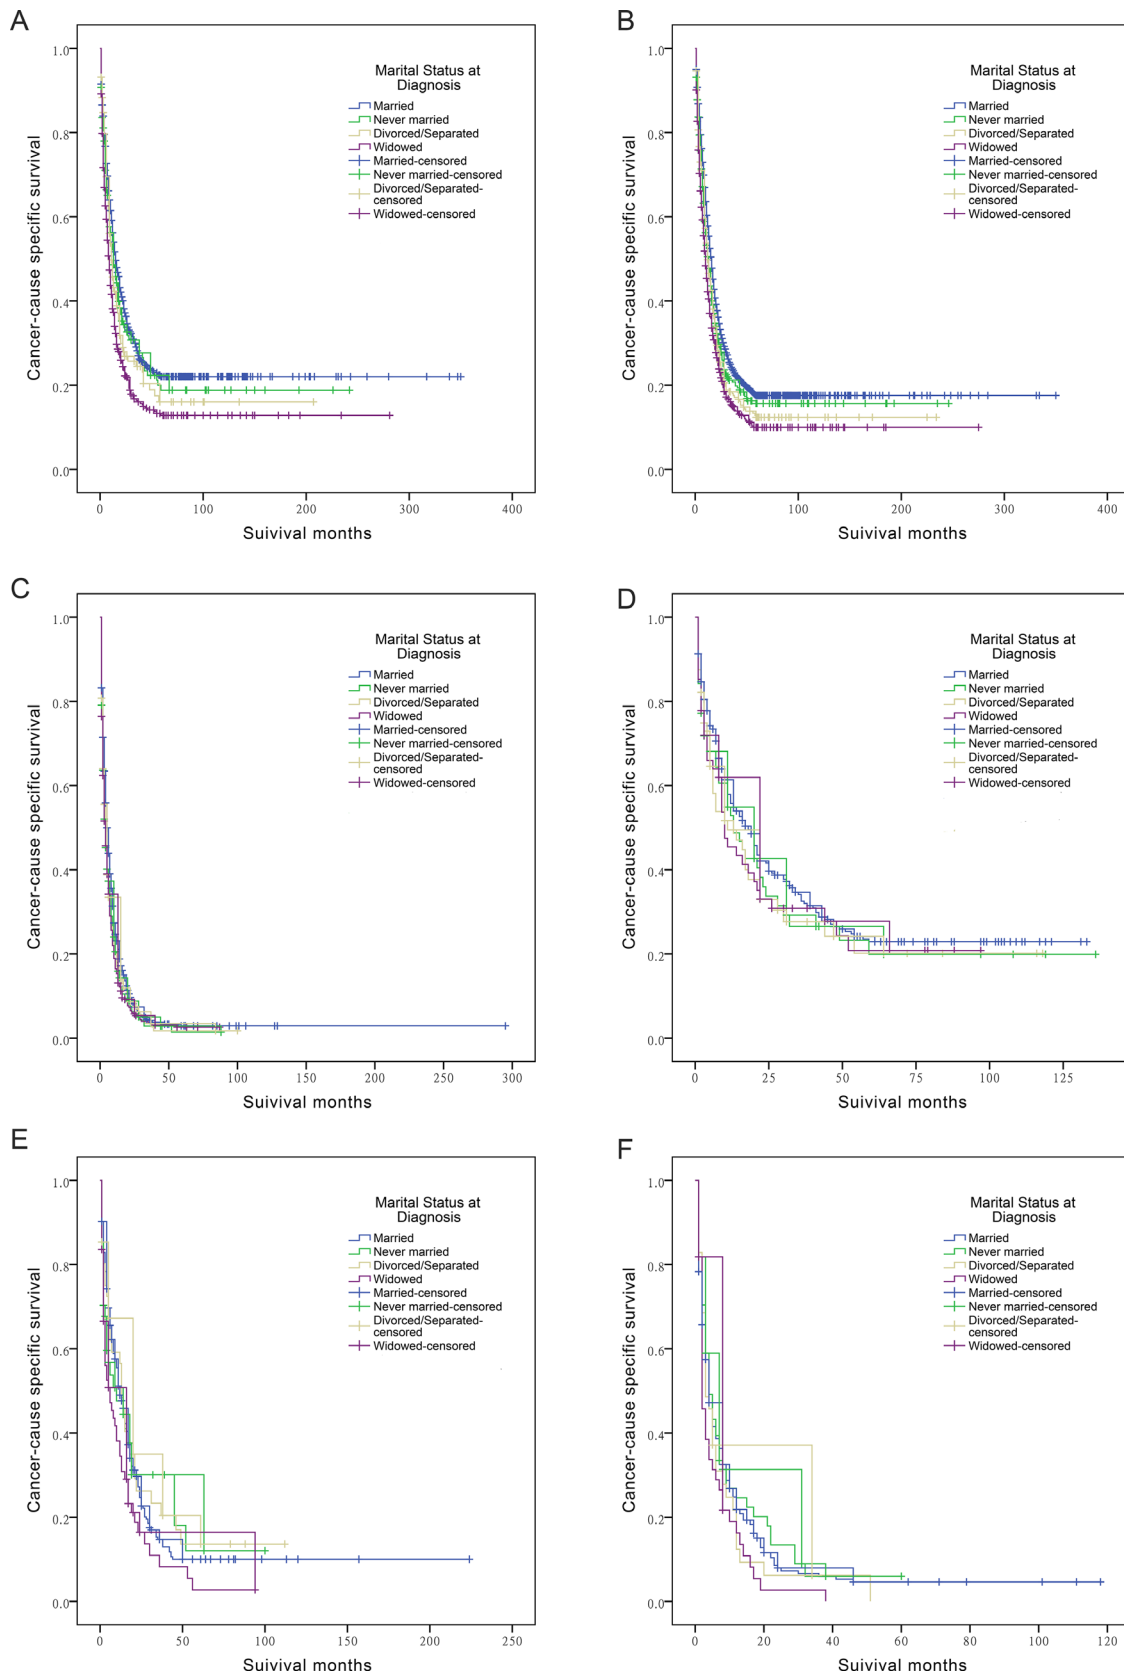 A
Cancer-cause specific survival
1.0
0.8
0.6
0.4
0.2
0.0
Marital Status at
Diagnosis
Married
Never married
Divorced/Separated
Widowed
Married-censored
Never married-censored
Divorced/Separated-
censored
Widowed-censored
0 100 200 300 400
Suivival months
B
Cancer-cause specific survival
1.0
0.8
0.6
0.4
0.2
0.0
Marital Status at
Diagnosis
Married
Never married
Divorced/Separated
Widowed
Married-censored
Never married-censored
Divorced/Separated-
censored
Widowed-censored
0 100 200 300 400
Suivival months
C
Cancer-cause specific survival
1.0
0.8
0.6
0.4
0.2
0.0
Marital Status at
Diagnosis
Married
Never married
Divorced/Separated
Widowed
Married-censored
Never married-censored
Divorced/Separated-
censored
Widowed-censored
0 50 100 150 200 250 300
Suivival months
D
Cancer-cause specific survival
1.0
0.8
0.6
0.4
0.2
0.0
Marital Status at
Diagnosis
Married
Never married
Divorced/Separated
Widowed
Married-censored
Never married-censored
Divorced/Separated-
censored
Widowed-censored
0 25 50 75 100 125
Suivival months
E
Cancer-cause specific survival
1.0
0.8
0.6
0.4
0.2
0.0
Marital Status at
Diagnosis
Married
Never married
Divorced/Separated
Widowed
Married-censored
Never married-censored
Divorced/Separated-
censored
Widowed-censored
0 50 100 150 200 250
Suivival months
F
Cancer-cause specific survival
1.0
0.8
0.6
0.4
0.2
0.0
Marital Status at
Diagnosis
Married
Never married
Divorced/Separated
Widowed
Married-censored
Never married-censored
Divorced/Separated-
censored
Widowed-censored
0 20 40 60 80 100 120
Suivival months